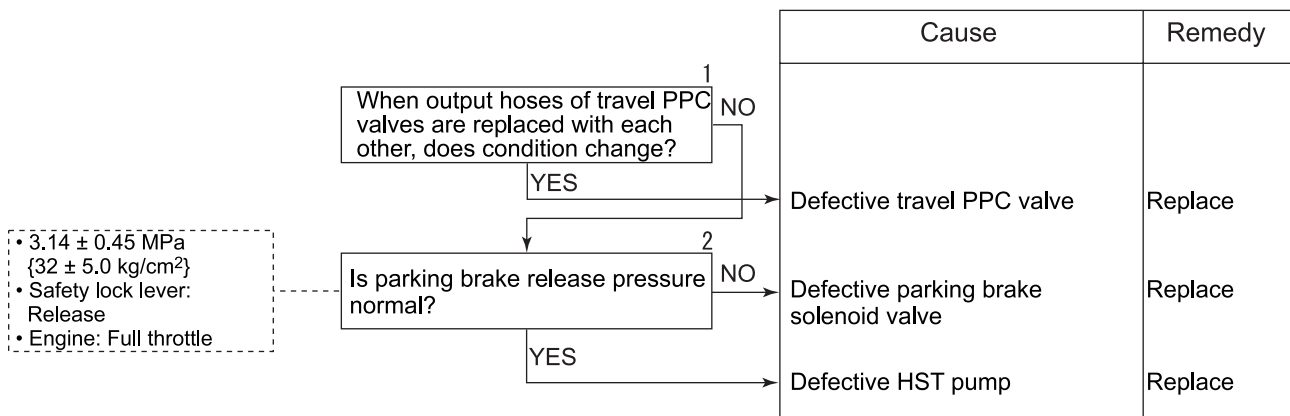 Cause
Remedy
1
When output hoses of travel PPC
valves are replaced with each
other, does condition change?
NO
YES
Defective travel PPC valve
Replace
• 3.14 ± 0.45 MPa
{32 ± 5.0 kg/cm²}
• Safety lock lever:
Release
• Engine: Full throttle
2
Is parking brake release pressure
normal?
NO
Defective parking brake
solenoid valve
Replace
YES
Defective HST pump
Replace